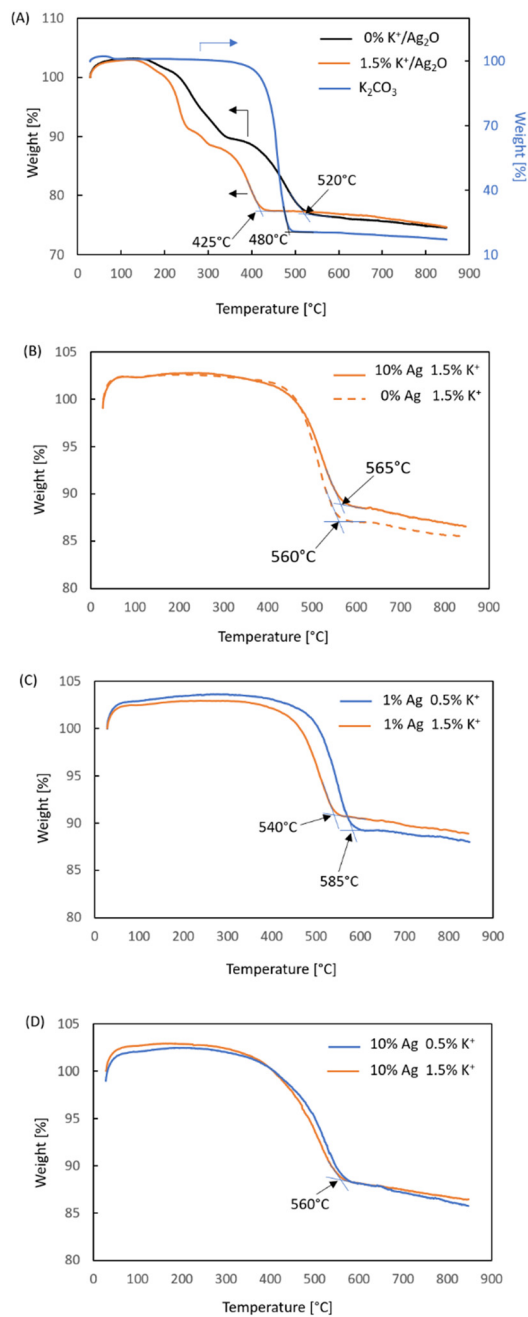 (A)
110
100
90
80
70
Weight [%]
0% K⁺/Ag₂O
1.5% K⁺/Ag₂O
K₂CO₃
100
70
40
10
Weight [%]
520°C
425°C
480°C
0 100 200 300 400 500 600 700 800 900
Temperature [°C]
(B)
105
100
95
90
85
80
Weight [%]
10% Ag 1.5% K⁺
0% Ag 1.5% K⁺
565°C
560°C
0 100 200 300 400 500 600 700 800 900
Temperature [°C]
(C)
105
100
95
90
85
80
Weight [%]
1% Ag 0.5% K⁺
1% Ag 1.5% K⁺
540°C
585°C
0 100 200 300 400 500 600 700 800 900
Temperature [°C]
(D)
105
100
95
90
85
80
Weight [%]
10% Ag 0.5% K⁺
10% Ag 1.5% K⁺
560°C
0 100 200 300 400 500 600 700 800 900
Temperature [°C]